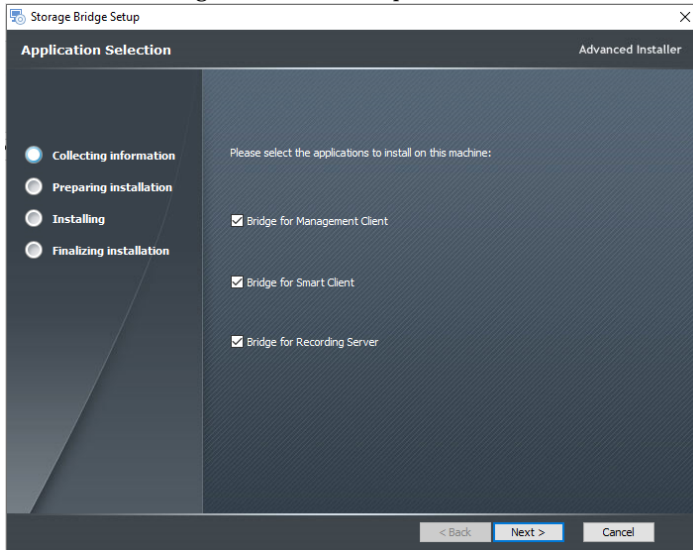 Storage Bridge Setup
Application Selection
Advanced Installer
Collecting information
Preparing installation
Installing
Finalizing installation
Please select the applications to install on this machine:
Bridge for Management Client
Bridge for Smart Client
Bridge for Recording Server
< Back
Next >
Cancel